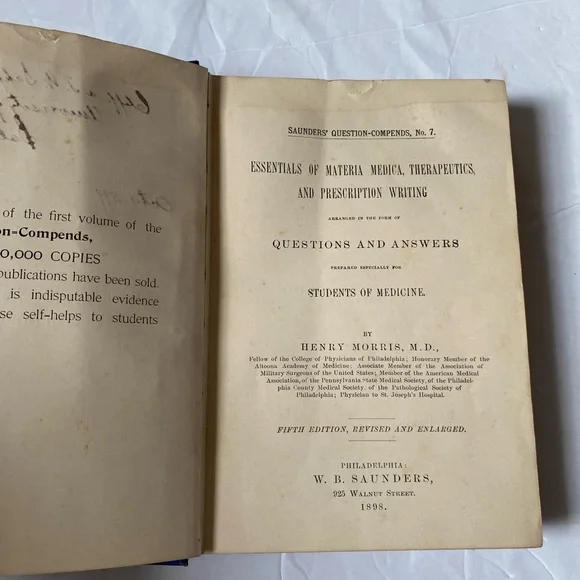 of the first volume of the
on-Compends,
0,000 COPIES
publications have been sold.
is indisputable evidence
se self-helps to students
SAUNDERS' QUESTION-COMPENDS, No. 7.
ESSENTIALS OF MATERIA MEDICA, THERAPEUTICS,
AND PRESCRIPTION WRITING
ARRANGED IN THE FORM OF
QUESTIONS AND ANSWERS
PREPARED ESPECIALLY FOR
STUDENTS OF MEDICINE.
BY
HENRY MORRIS, M.D.,
Fellow of the College of Physicians of Philadelphia; Honorary Member of the
Altoona Academy of Medicine; Associate Member of the Association of
Military Surgeons of the United States; Member of the American Medical
Association, of the Pennsylvania State Medical Society, of the Philadel-
phia County Medical Society, of the Pathological Society of
Philadelphia; Physician to St. Joseph's Hospital.
FIFTH EDITION, REVISED AND ENLARGED.
PHILADELPHIA:
W. B. SAUNDERS,
925 WALNUT STREET.
1898.